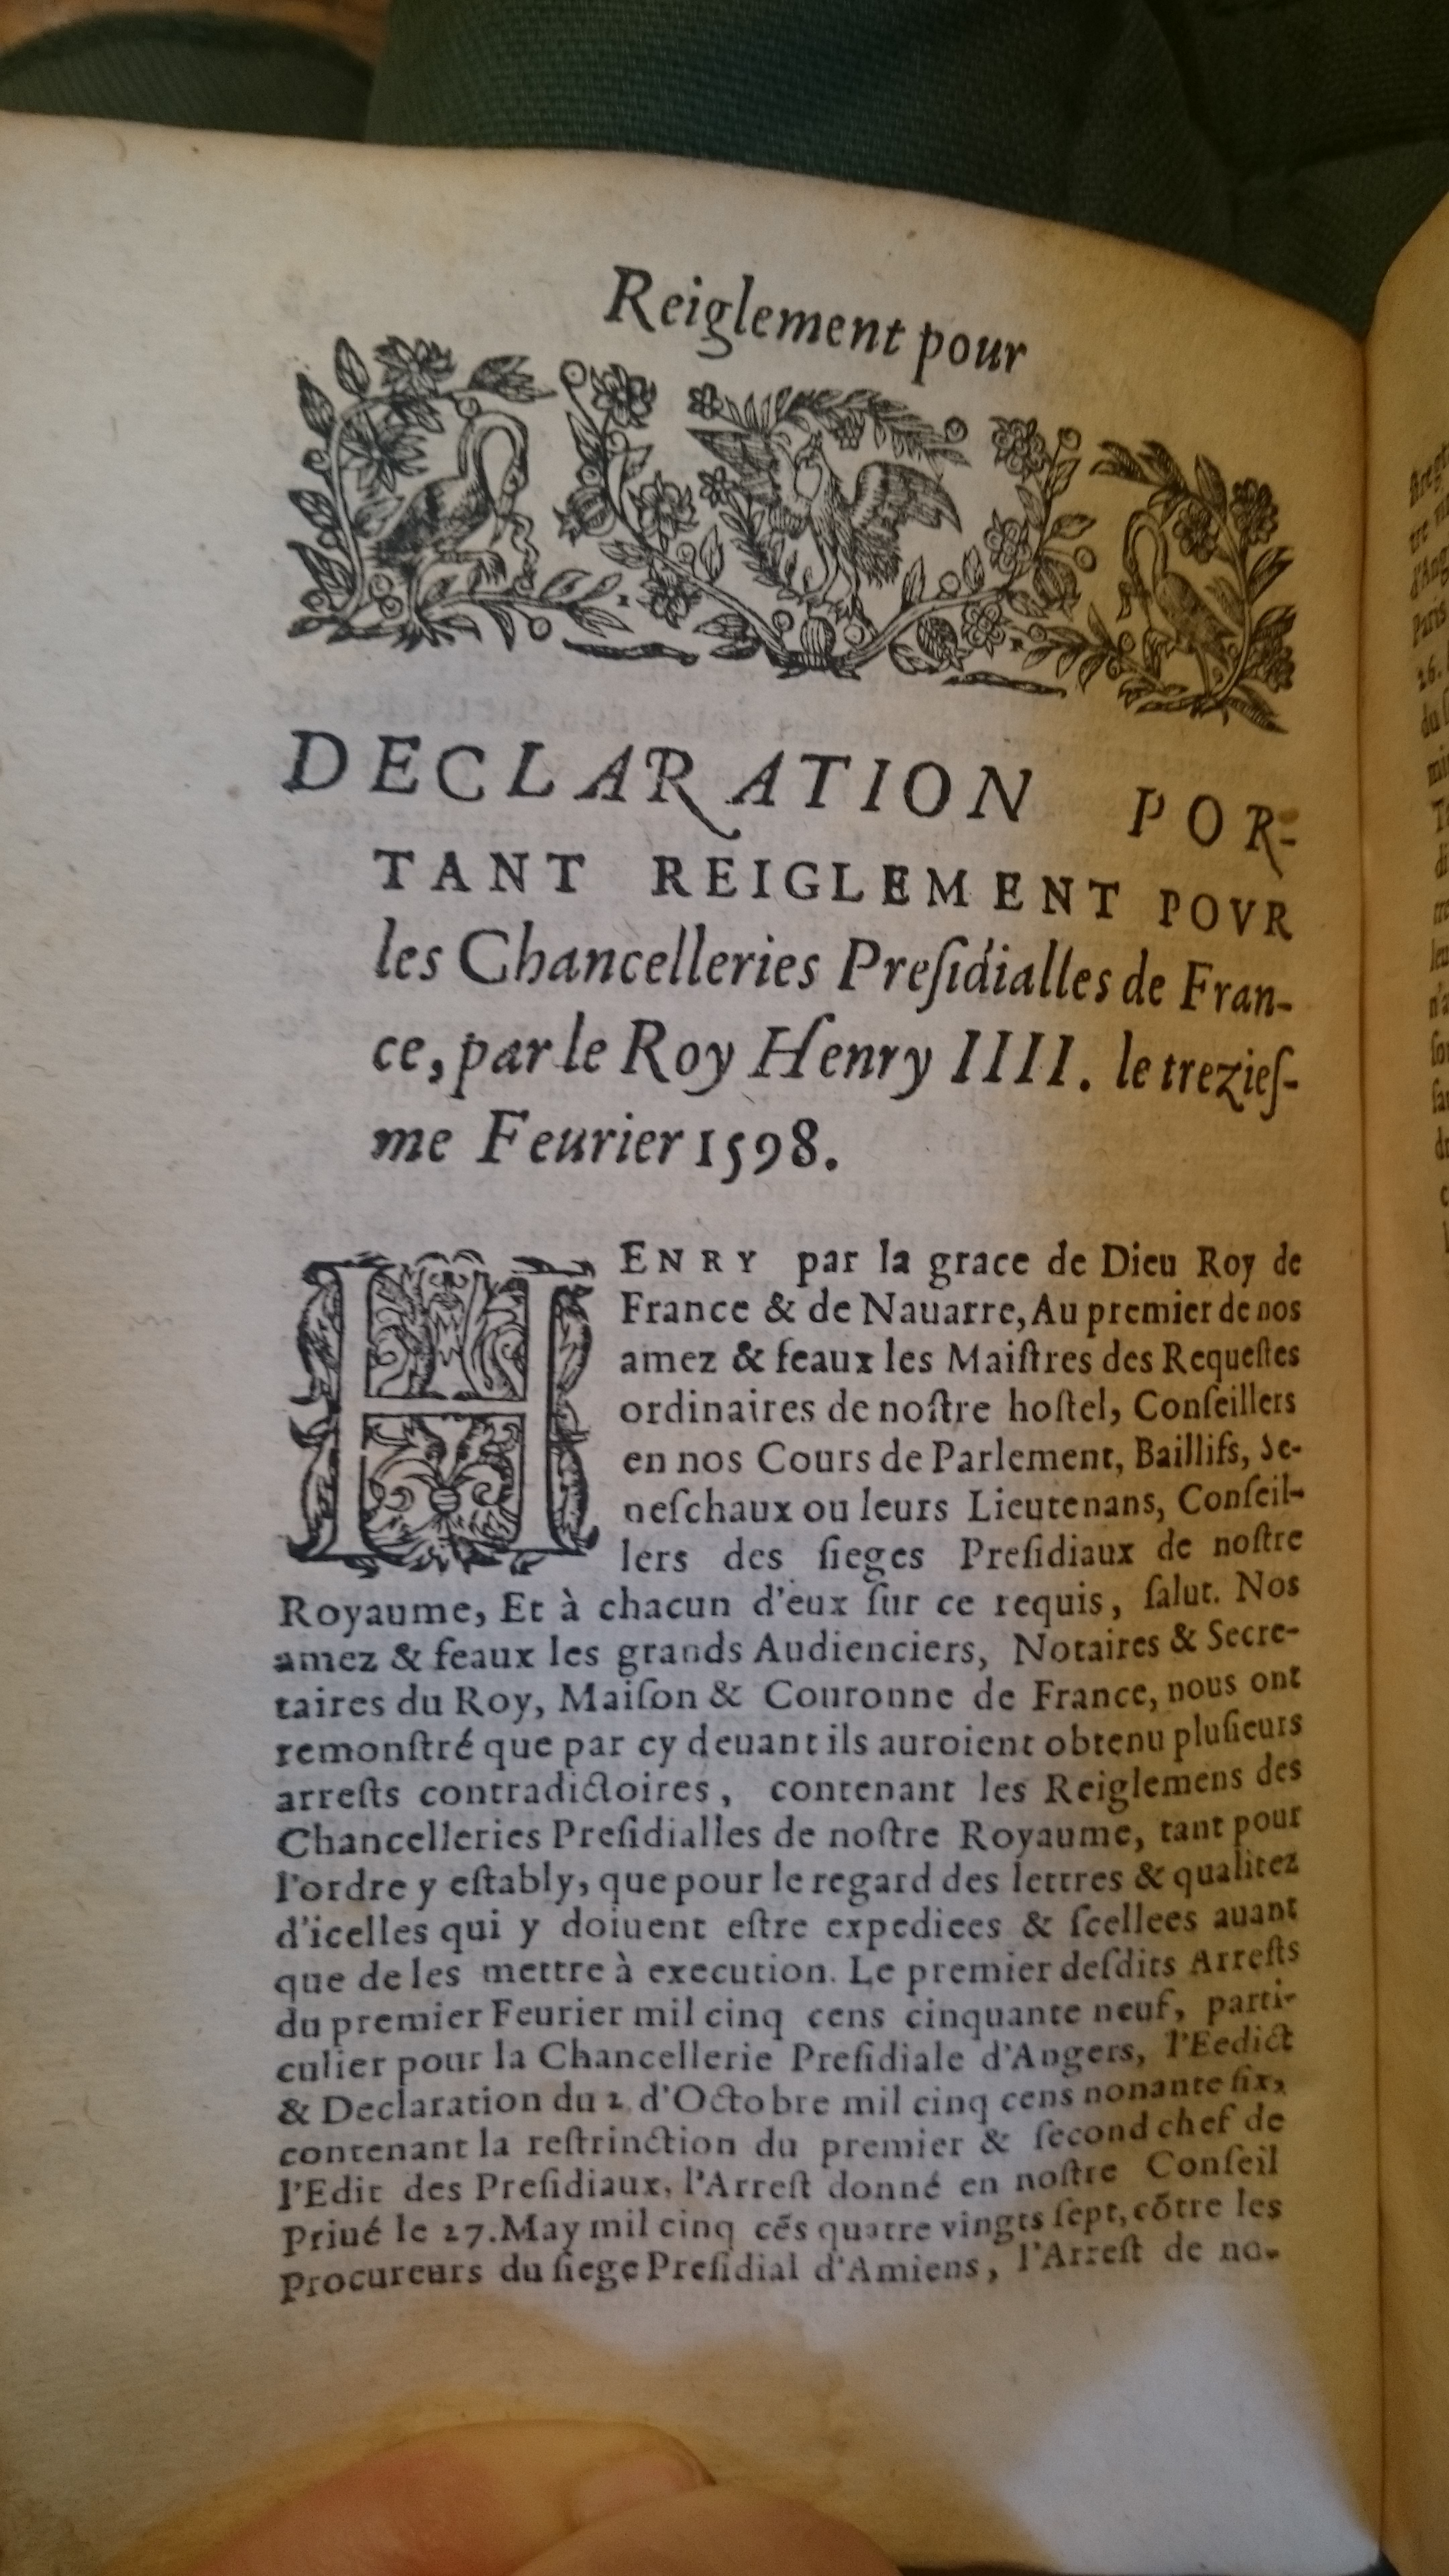 Reiglement pour
DECLARATION POR-
TANT REIGLEMENT POVR
les Chancelleries Preſidialles de Fran-
ce, par le Roy Henry IIII. le trezieſ-
me Feurier 1598.
HENRY par la grace de Dieu Roy de
France & de Nauarre, Au premier de nos
amez & feaux les Maiſtres des Requeſtes
ordinaires de noſtre hoſtel, Conſeillers
en nos Cours de Parlement, Baillifs, Se-
neſchaux ou leurs Lieutenans, Conſeil-
lers des ſieges Preſidiaux de noſtre
Royaume, Et à chacun d'eux ſur ce requis, ſalut. Nos
amez & feaux les grands Audienciers, Notaires & Secre-
taires du Roy, Maiſon & Couronne de France, nous ont
remonſtré que par cy deuant ils auroient obtenu pluſieurs
arreſts contradictoires, contenant les Reiglemens des
Chancelleries Preſidialles de noſtre Royaume, tant pour
l'ordre y eſtably, que pour le regard des lettres & qualitez
d'icelles qui y doiuent eſtre expediees & ſcellees auant
que de les mettre à execution. Le premier deſdits Arreſts
du premier Feurier mil cinq cens cinquante neuf, parti-
culier pour la Chancellerie Preſidiale d'Angers, l'Eedict
& Declaration du 2 d'Octobre mil cinq cens nonante ſix,
contenant la reſtrinction du premier & ſecond chef de
l'Edit des Preſidiaux, l'Arreſt donné en noſtre Conſeil
Priué le 27. May mil cinq cẽs quatre vingts ſept, cõtre les
Procureurs du ſiege Preſidial d'Amiens, l'Arreſt de no-
tre
d'Ang
Paris
26.